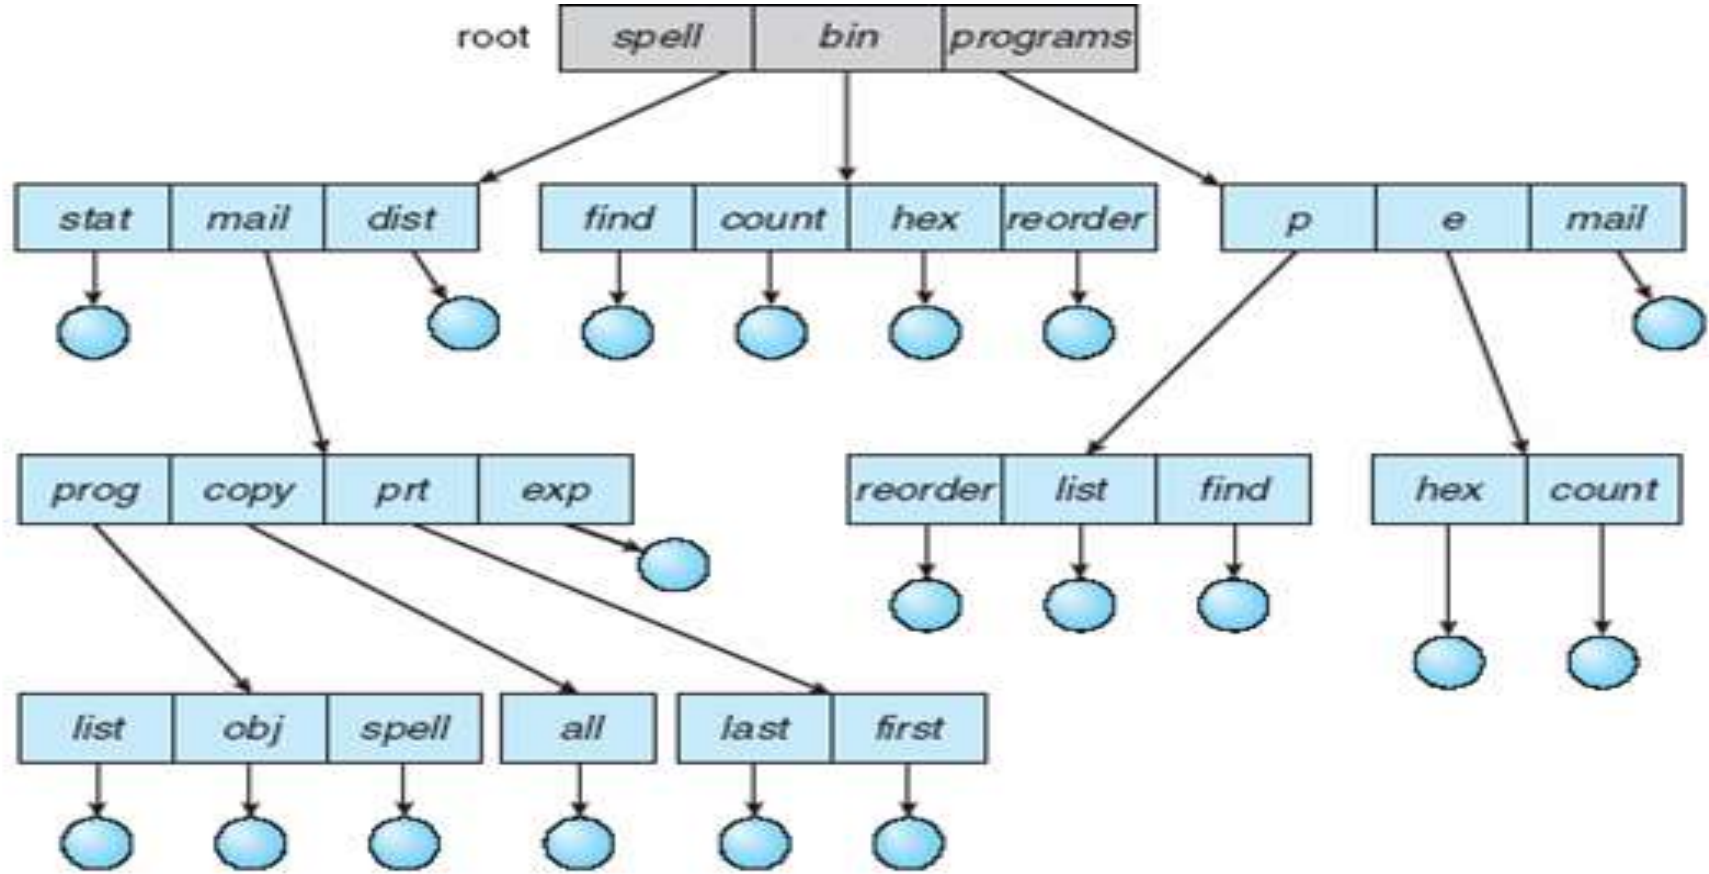 root spell bin programs
stat mail dist find count hex reorder p e mail
prog copy prt exp reorder list find hex count
list obj spell all last first